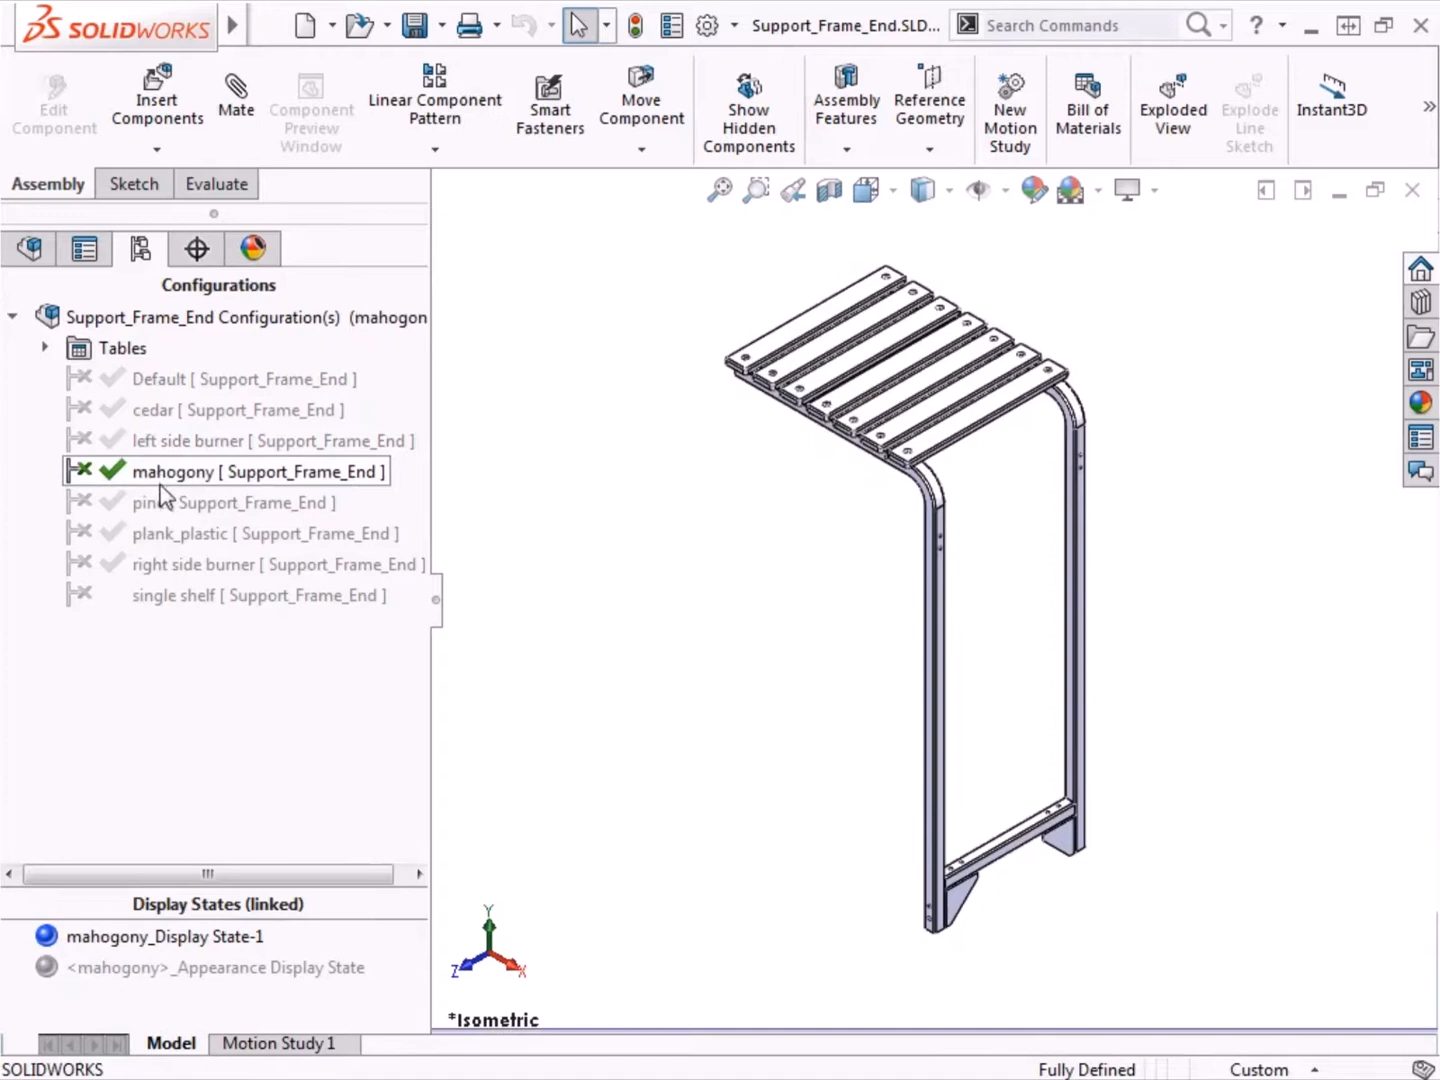 SOLIDWORKS
Support_Frame_End.SLD...
Search Commands
?
Edit
Component
Insert
Components
Mate
Component
Preview
Window
Linear Component
Pattern
Smart
Fasteners
Move
Component
Show
Hidden
Components
Assembly
Features
Reference
Geometry
New
Motion
Study
Bill of
Materials
Exploded
View
Explode
Line
Sketch
Instant3D
»
Assembly
Sketch
Evaluate
Configurations
Support_Frame_End Configuration(s) (mahogon
Tables
Default [ Support_Frame_End ]
cedar [ Support_Frame_End ]
left side burner [ Support_Frame_End ]
mahogony [ Support_Frame_End ]
Support_Frame_End ]
plank_plastic [ Support_Frame_End ]
right side burner [ Support_Frame_End ]
single shelf [ Support_Frame_End ]
Display States (linked)
mahogony_Display State-1
<mahogony>_Appearance Display State
Y
Z
X
*Isometric
Model
Motion Study 1
SOLIDWORKS
Fully Defined
Custom